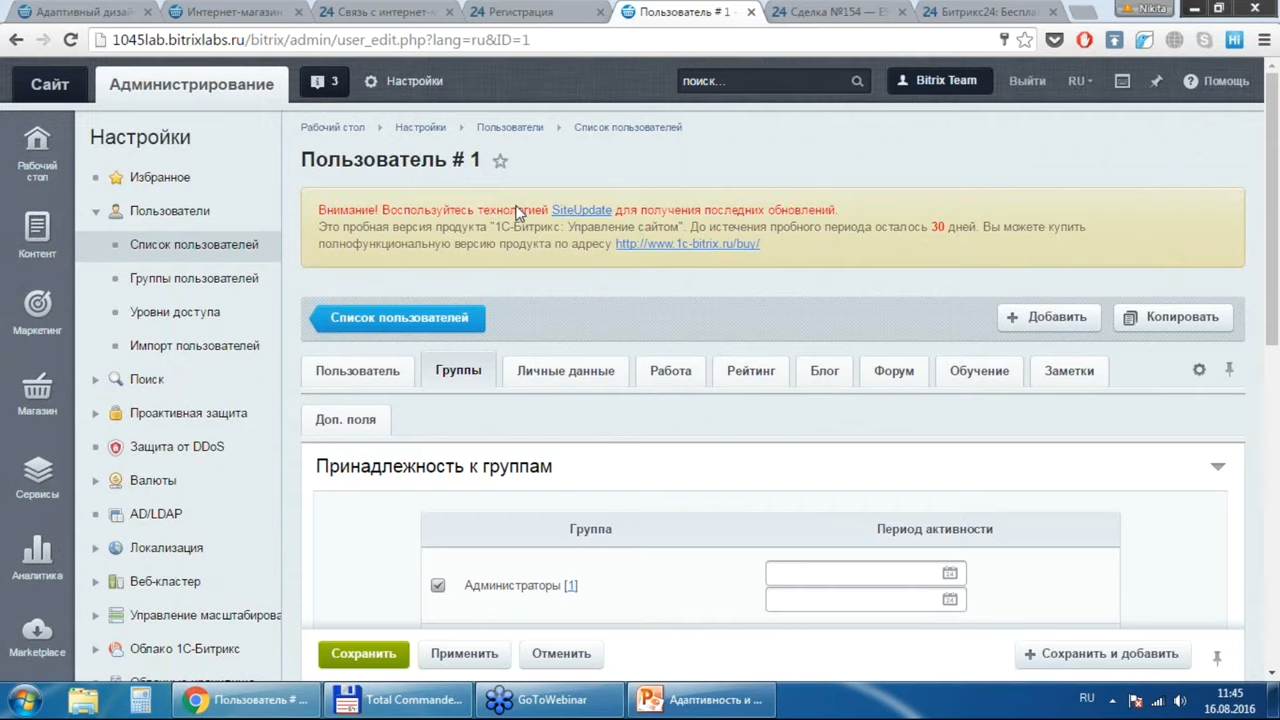 Адаптивный дизай
Интернет-магазин
24 Связь с интернет-м
24 Регистрация
Пользователь # 1 -
24 Сделка №154 — E
24 Битрикс24: Беспла
Nikita
1045lab.bitrixlabs.ru/bitrix/admin/user_edit.php?lang=ru&ID=1
Сайт
Администрирование
3
Настройки
поиск...
Bitrix Team
Выйти
RU
Помощь
Рабочий стол
Контент
Маркетинг
Магазин
Сервисы
Аналитика
Marketplace
Настройки
Избранное
Пользователи
Список пользователей
Группы пользователей
Уровни доступа
Импорт пользователей
Поиск
Проактивная защита
Защита от DDoS
Валюты
AD/LDAP
Локализация
Веб-кластер
Управление масштабирова
Облако 1С-Битрикс
Рабочий стол Настройки Пользователи Список пользователей
Пользователь # 1
Внимание! Воспользуйтесь технологией SiteUpdate для получения последних обновлений.
Это пробная версия продукта "1С-Битрикс: Управление сайтом". До истечения пробного периода осталось 30 дней. Вы можете купить
полнофункциональную версию продукта по адресу http://www.1c-bitrix.ru/buy/
Список пользователей
Добавить
Копировать
Пользователь
Группы
Личные данные
Работа
Рейтинг
Блог
Форум
Обучение
Заметки
Доп. поля
Принадлежность к группам
Группа
Период активности
Администраторы [1]
Сохранить
Применить
Отменить
Сохранить и добавить
Пользователь # ...
Total Commande...
GoToWebinar
Адаптивность и ...
RU
11:45
16.08.2016